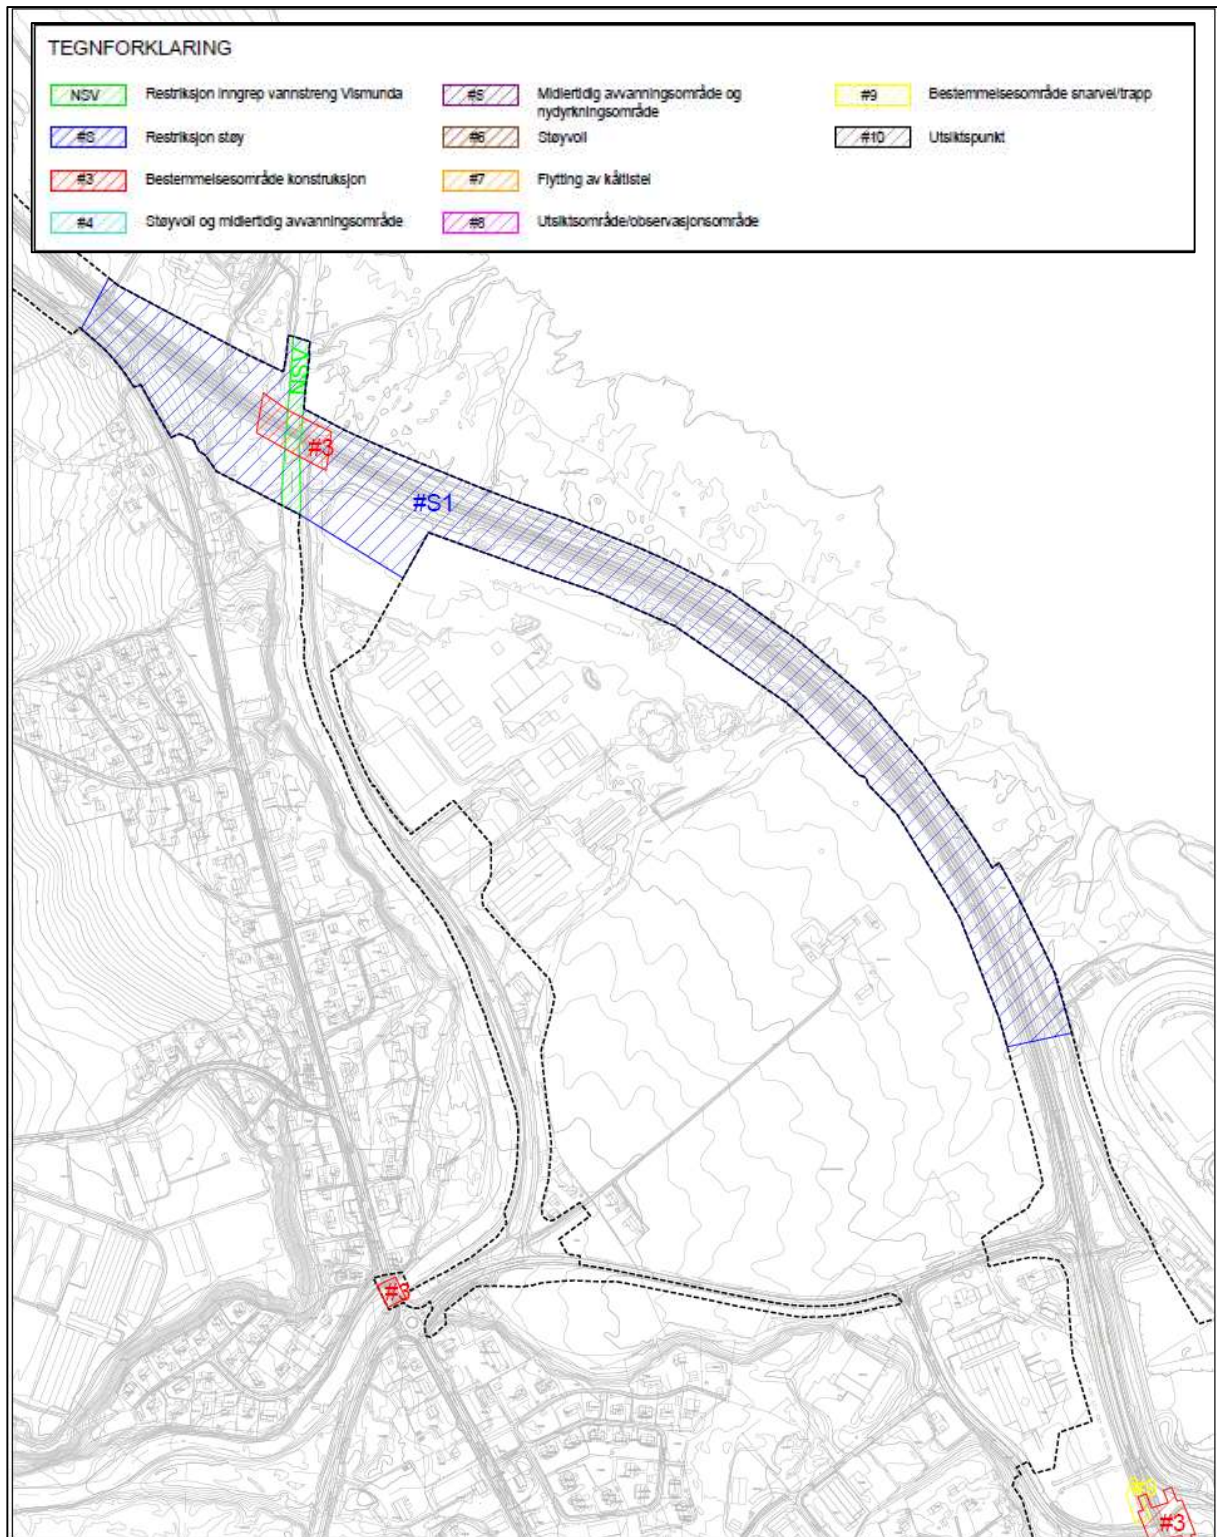 TEGNFORKLARING
NSV Restriksjon inngrep vannstreng Vismunda
#S Restriksjon støy
#3 Bestemmelsesområde konstruksjon
#4 Støyvoll og midlertidig avvanningsområde
#5 Midlertidig avvanningsområde og
nydyrkningsområde
#6 Støyvoll
#7 Flytting av kåltistel
#8 Utsiktsområde/observasjonsområde
#9 Bestemmelsesområde snarvei/trapp
#10 Utsiktspunkt
NSV
#3
#S1
#3
#9
#3